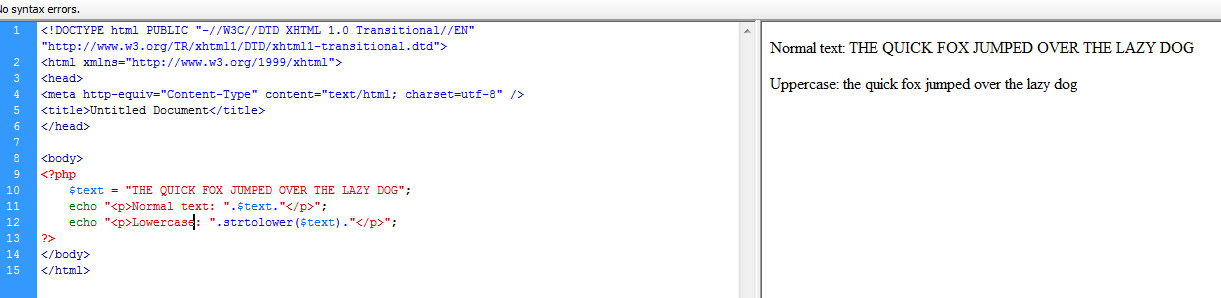 No syntax errors.
1 <!DOCTYPE html PUBLIC "-//W3C//DTD XHTML 1.0 Transitional//EN"
"http://www.w3.org/TR/xhtml1/DTD/xhtml1-transitional.dtd">
2 <html xmlns="http://www.w3.org/1999/xhtml">
3 <head>
4 <meta http-equiv="Content-Type" content="text/html; charset=utf-8" />
5 <title>Untitled Document</title>
6 </head>
7
8 <body>
9 <?php
10 $text = "THE QUICK FOX JUMPED OVER THE LAZY DOG";
11 echo "<p>Normal text: ".$text."</p>";
12 echo "<p>Lowercase: ".strtolower($text)."</p>";
13 ?>
14 </body>
15 </html>
Normal text: THE QUICK FOX JUMPED OVER THE LAZY DOG
Uppercase: the quick fox jumped over the lazy dog